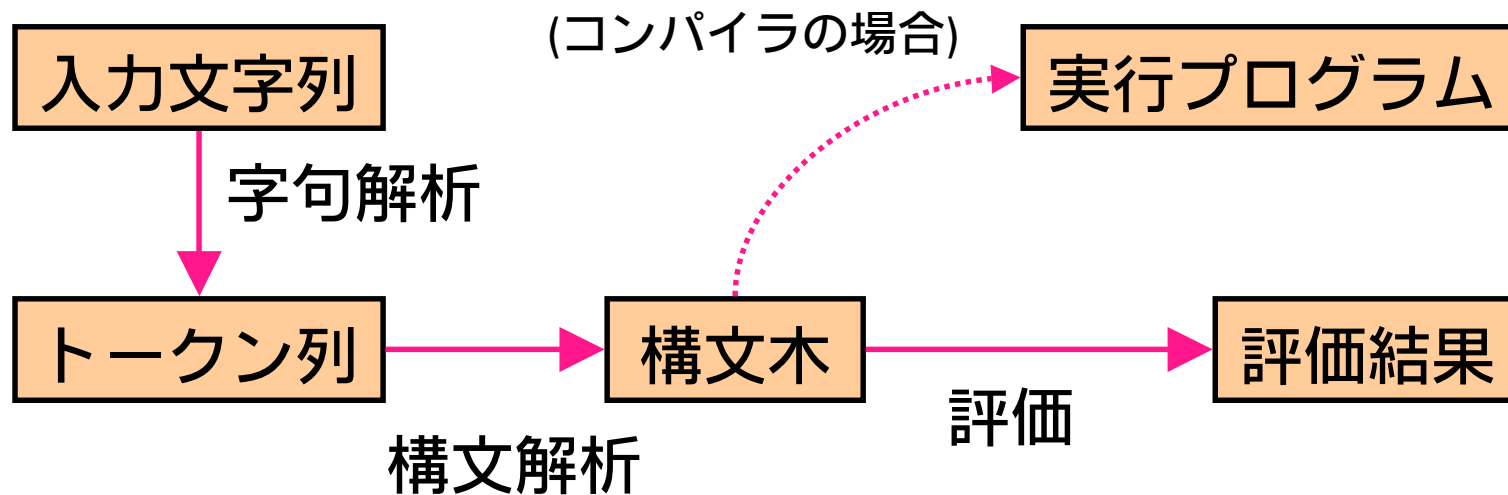 (コンパイラの場合)
入力文字列
実行プログラム
字句解析
トークン列
構文木
評価結果
評価
構文解析